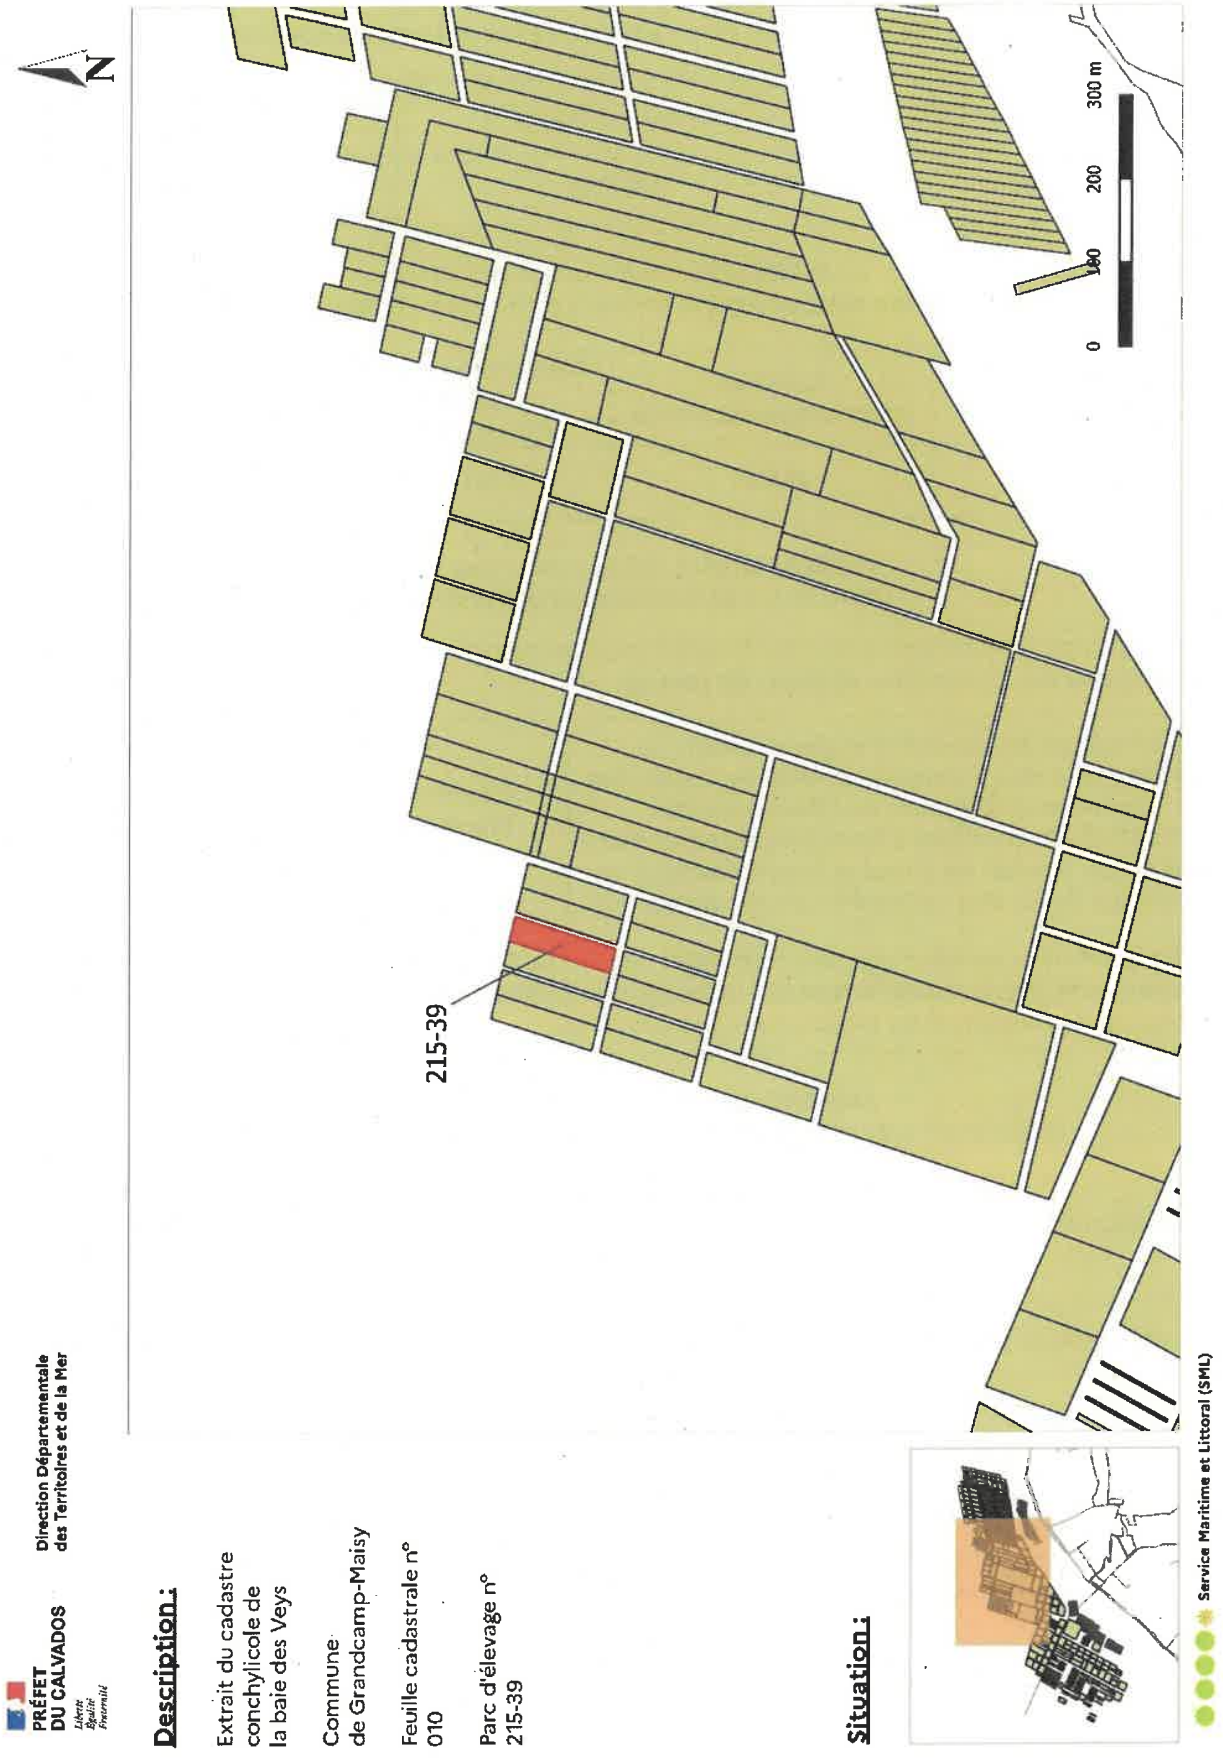 PRÉFET
DU CALVADOS
Liberté
Égalité
Fraternité
Direction Départementale
des Territoires et de la Mer
N
Description :
Extrait du cadastre
conchylicole de
la baie des Veys
Commune
de Grandcamp-Maisy
Feuille cadastrale n°
010
Parc d'élevage n°
215-39
Situation :
215-39
0 100 200 300 m
Service Maritime et Littoral (SML)